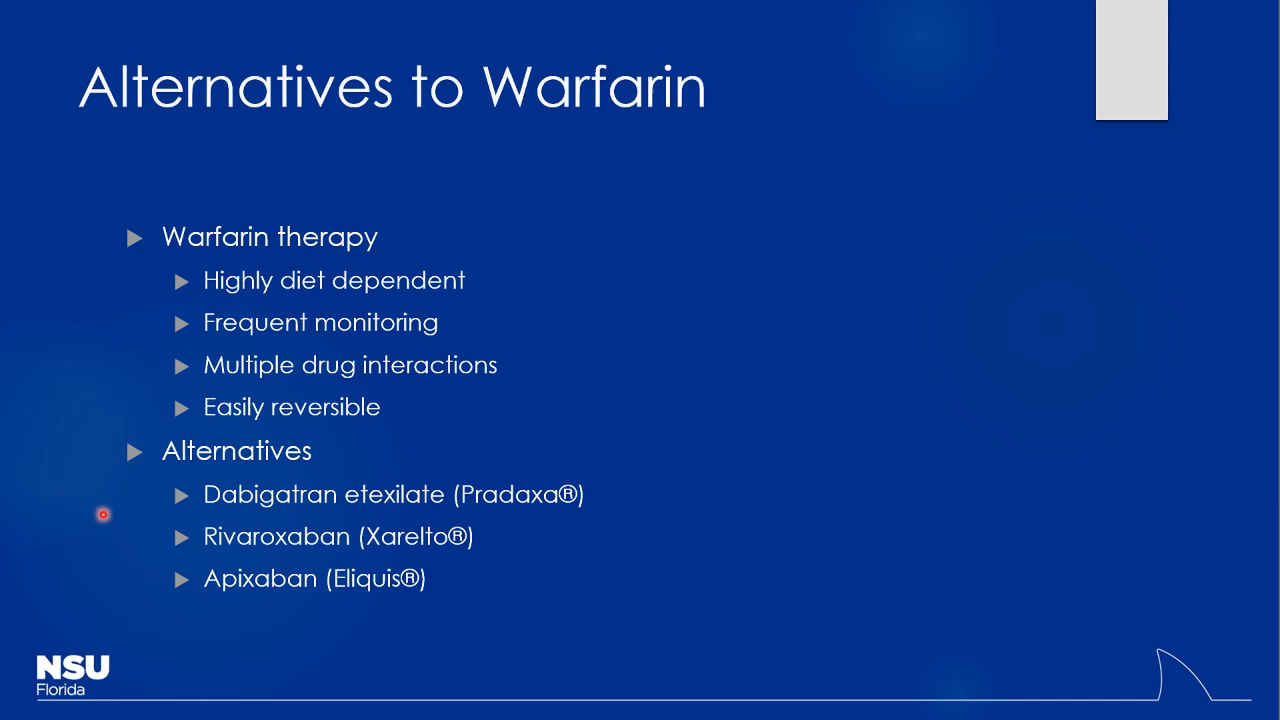 Alternatives to Warfarin
Warfarin therapy
Highly diet dependent
Frequent monitoring
Multiple drug interactions
Easily reversible
Alternatives
Dabigatran etexilate (Pradaxa®)
Rivaroxaban (Xarelto®)
Apixaban (Eliquis®)
NSU
Florida